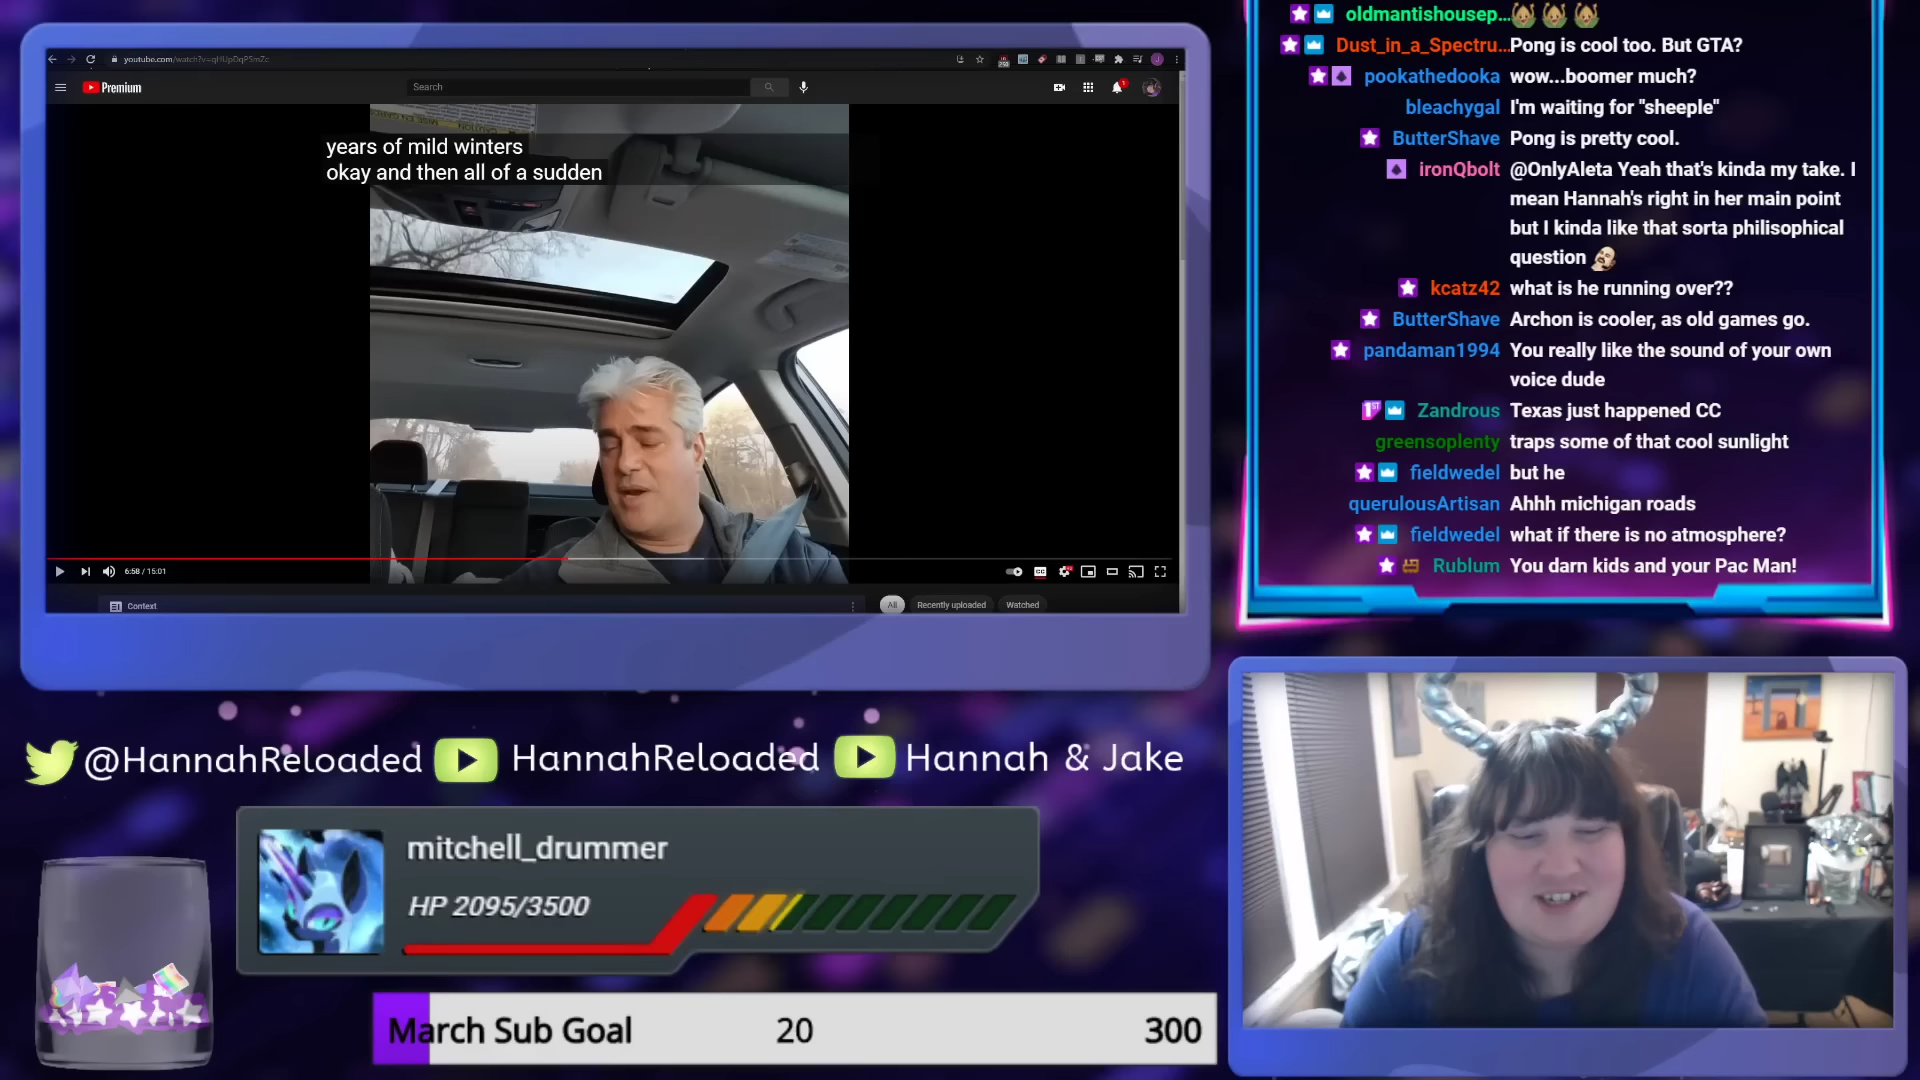 youtube.com/watch?v=qHUpDqP5mZc
Premium
Search
years of mild winters
okay and then all of a sudden
6:58 / 15:01
CC
Context
All
Recently uploaded
Watched
oldmantishousep...
Dust_in_a_Spectru... Pong is cool too. But GTA?
pookathedooka wow...boomer much?
bleachygal I'm waiting for "sheeple"
ButterShave Pong is pretty cool.
ironQbolt @OnlyAleta Yeah that's kinda my take. I
mean Hannah's right in her main point
but I kinda like that sorta philisophical
question
kcatz42 what is he running over??
ButterShave Archon is cooler, as old games go.
pandaman1994 You really like the sound of your own
voice dude
1ST Zandrous Texas just happened CC
greensoplenty traps some of that cool sunlight
fieldwedel but he
querulousArtisan Ahhh michigan roads
fieldwedel what if there is no atmosphere?
Rublum You darn kids and your Pac Man!
@HannahReloaded HannahReloaded Hannah & Jake
mitchell_drummer
HP 2095/3500
March Sub Goal 20 300